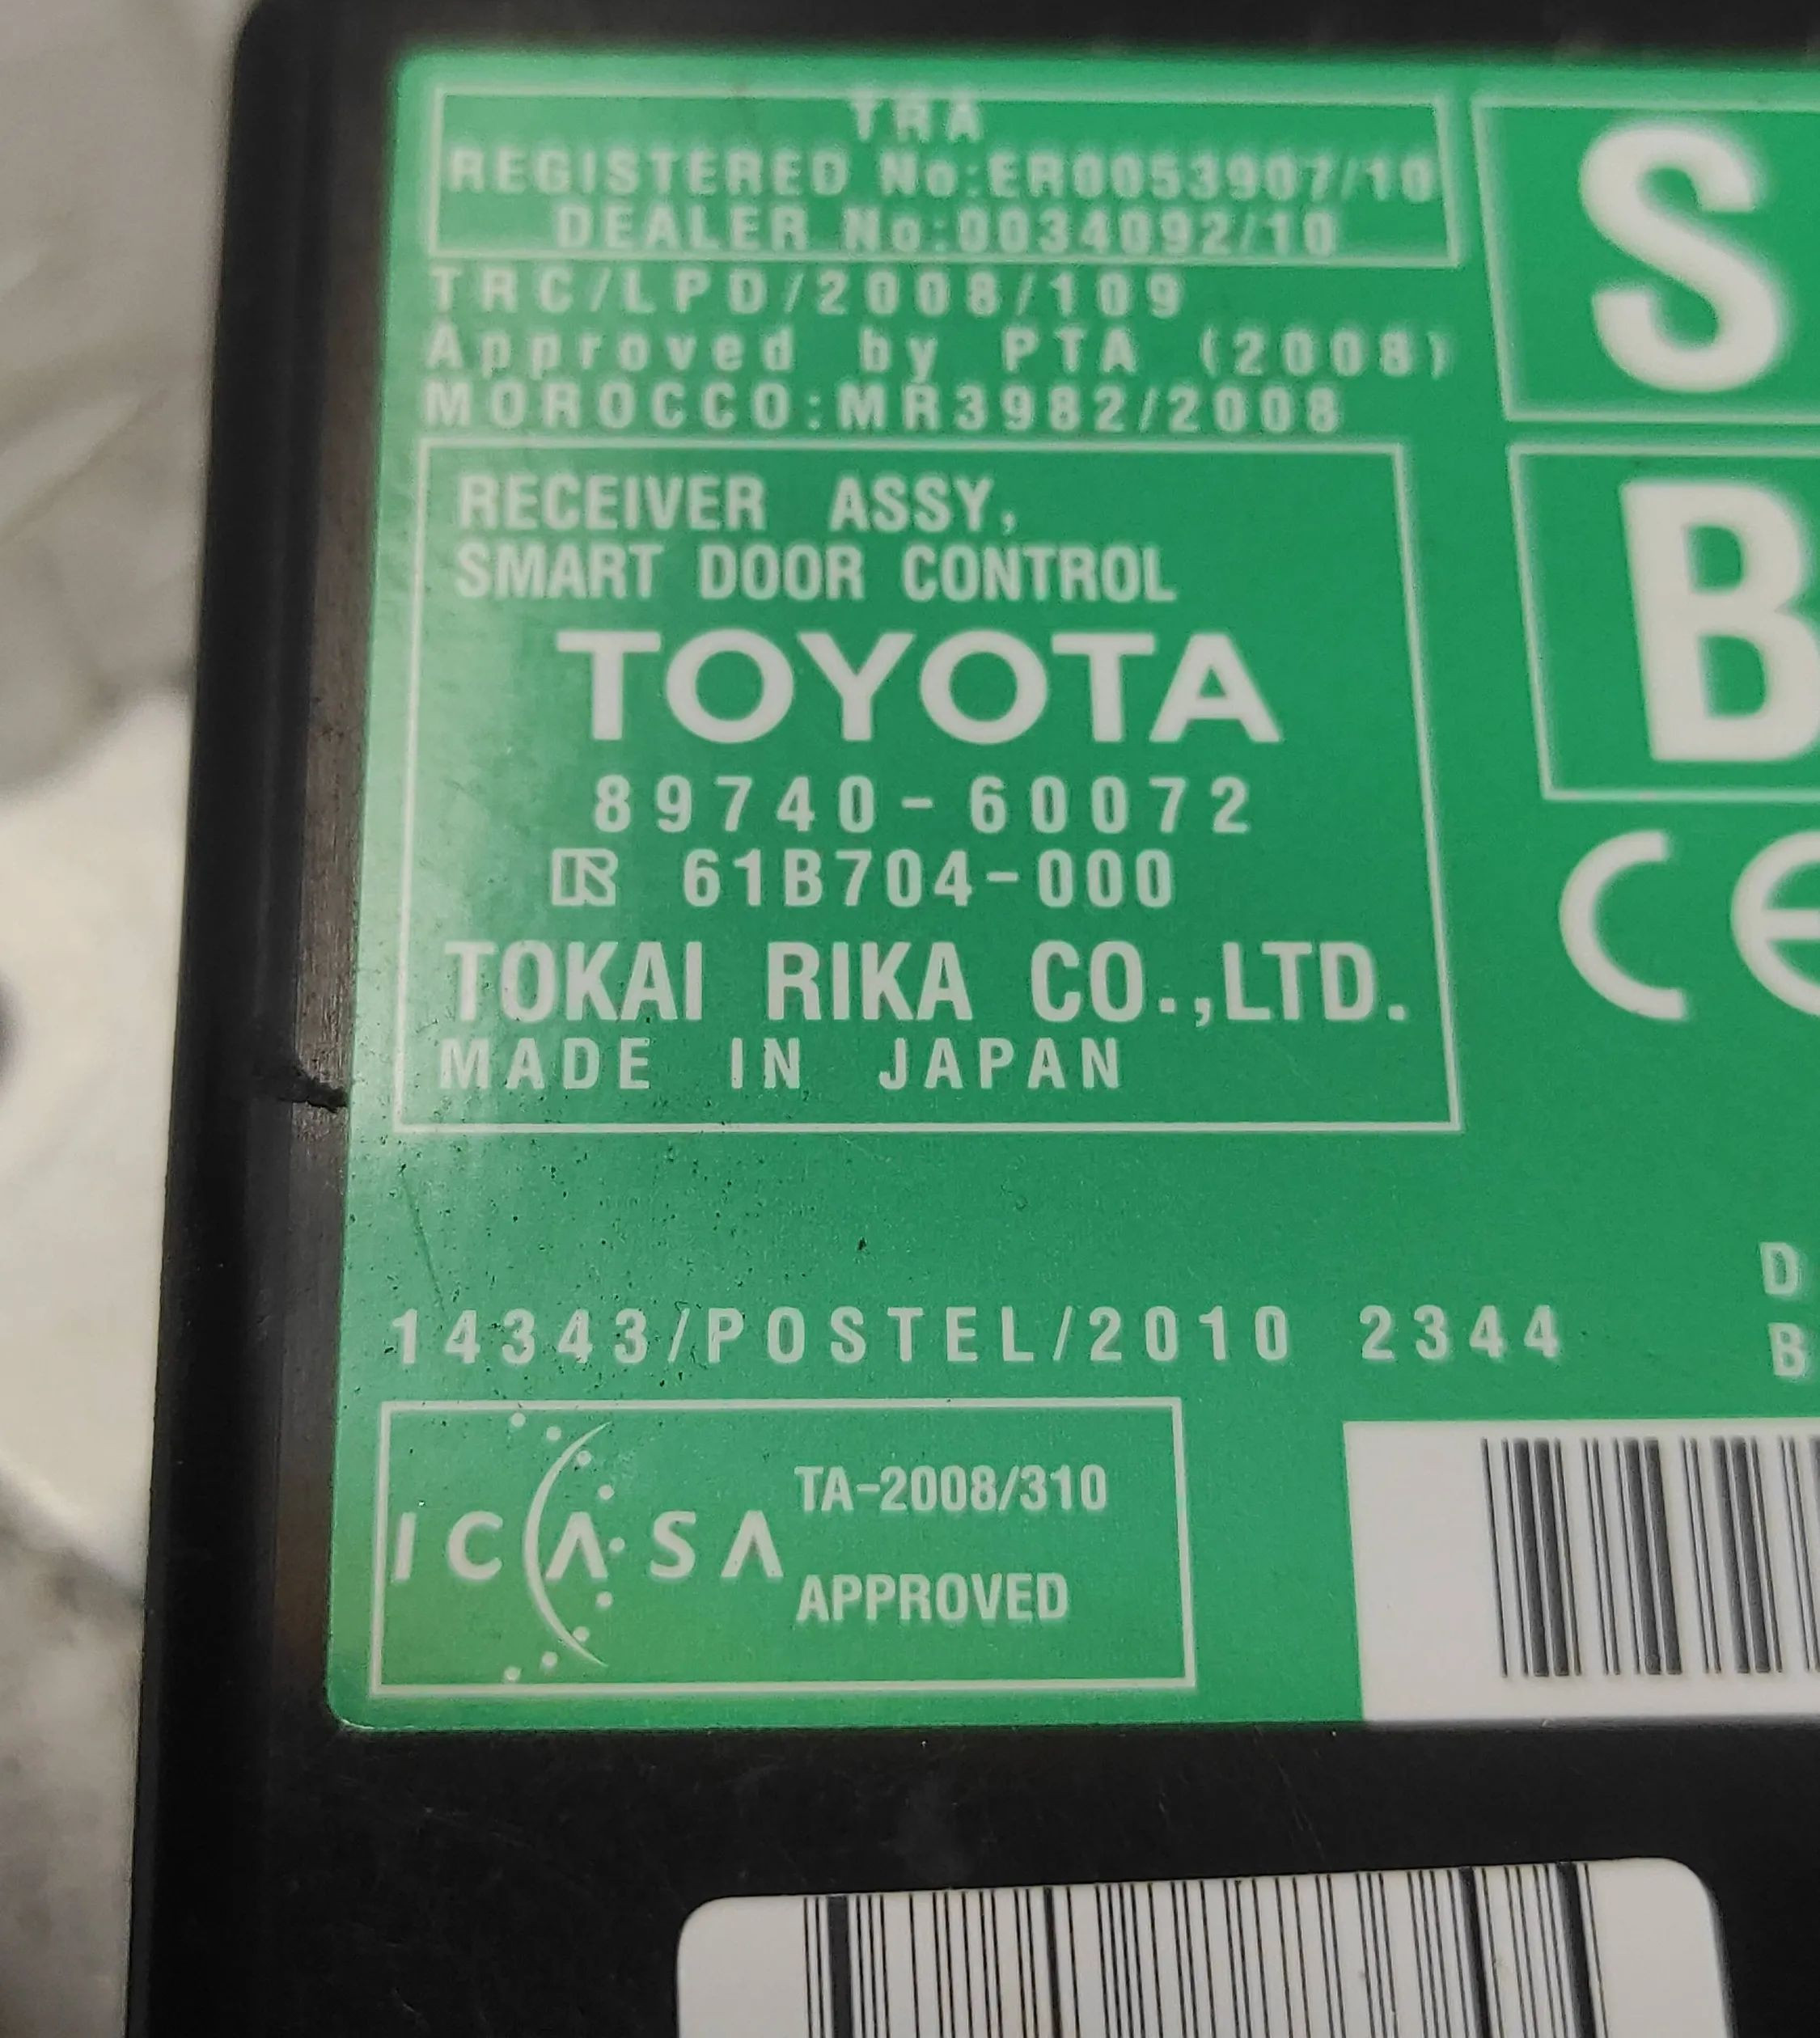 TRA
REGISTERED No:ER0053907/10
DEALER No:0034092/10
TRC/LPD/2008/109
Approved by PTA (2008)
MOROCCO:MR3982/2008
S
B
RECEIVER ASSY,
SMART DOOR CONTROL
TOYOTA
89740-60072
61B704-000
TOKAI RIKA CO.,LTD.
MADE IN JAPAN
CE
14343/POSTEL/2010 2344
D
B
ICASA
TA-2008/310
APPROVED